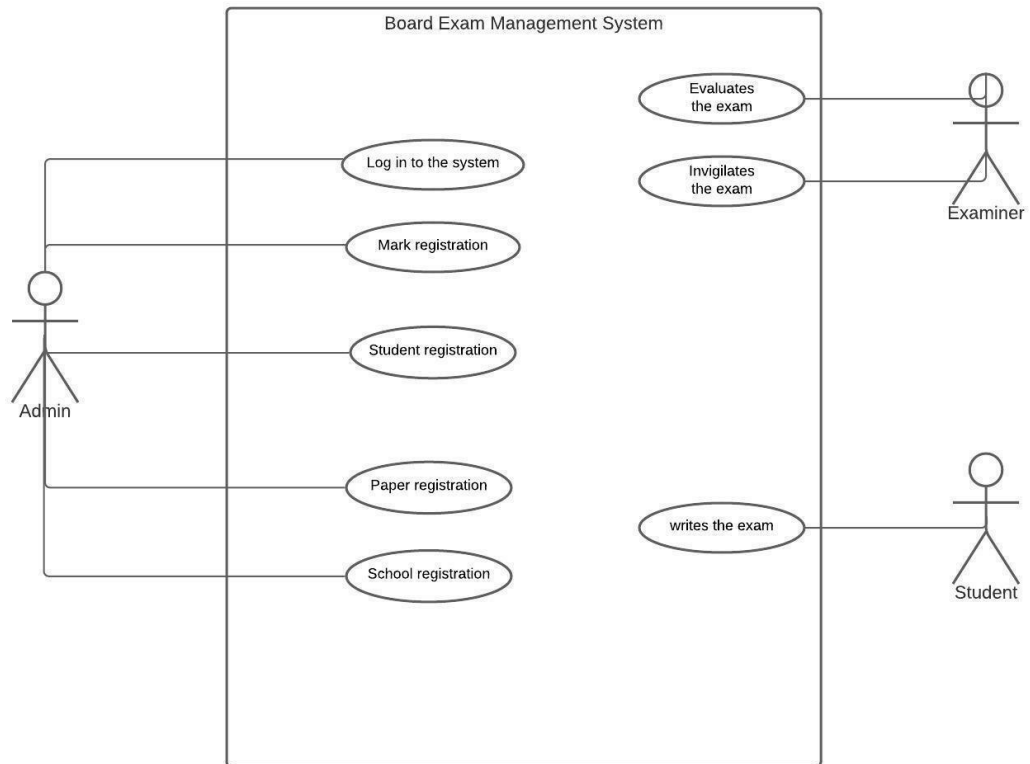 Board Exam Management System
Evaluates
the exam
Log in to the system
Invigilates
the exam
Examiner
Mark registration
Student registration
Admin
Paper registration
writes the exam
School registration
Student